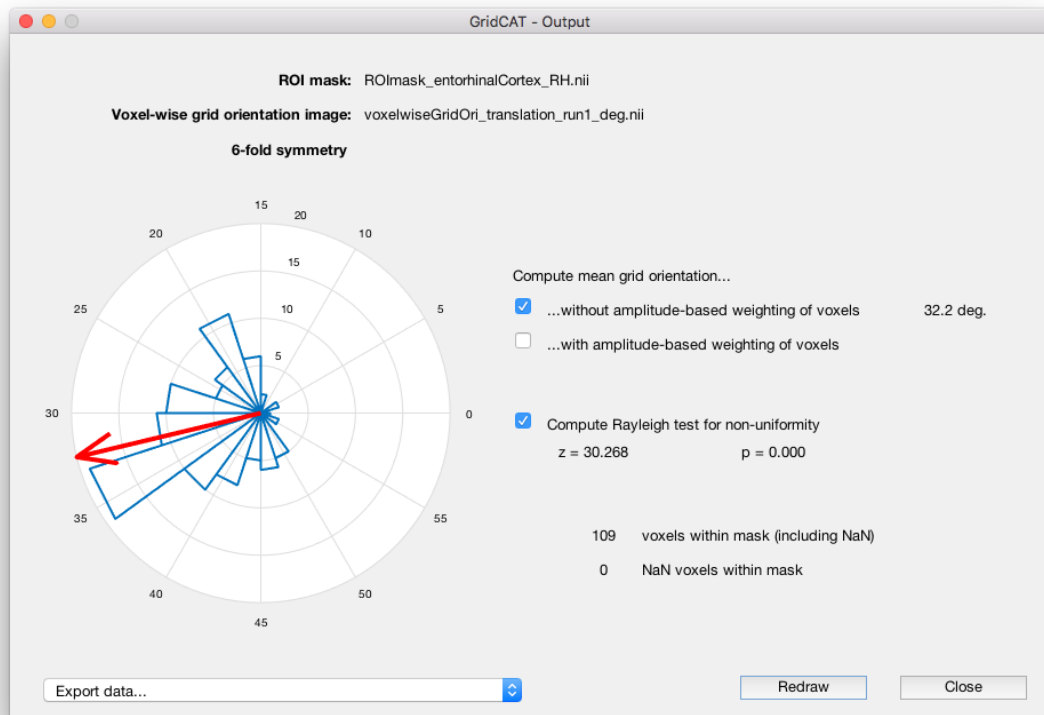 GridCAT - Output
ROI mask: ROImask_entorhinalCortex_RH.nii
Voxel-wise grid orientation image: voxelwiseGridOri_translation_run1_deg.nii
6-fold symmetry
15
20
20
10
15
25
10
5
5
30
0
35
55
40
50
45
Compute mean grid orientation...
...without amplitude-based weighting of voxels 32.2 deg.
...with amplitude-based weighting of voxels
Compute Rayleigh test for non-uniformity
z = 30.268 p = 0.000
109 voxels within mask (including NaN)
0 NaN voxels within mask
Export data... Redraw Close